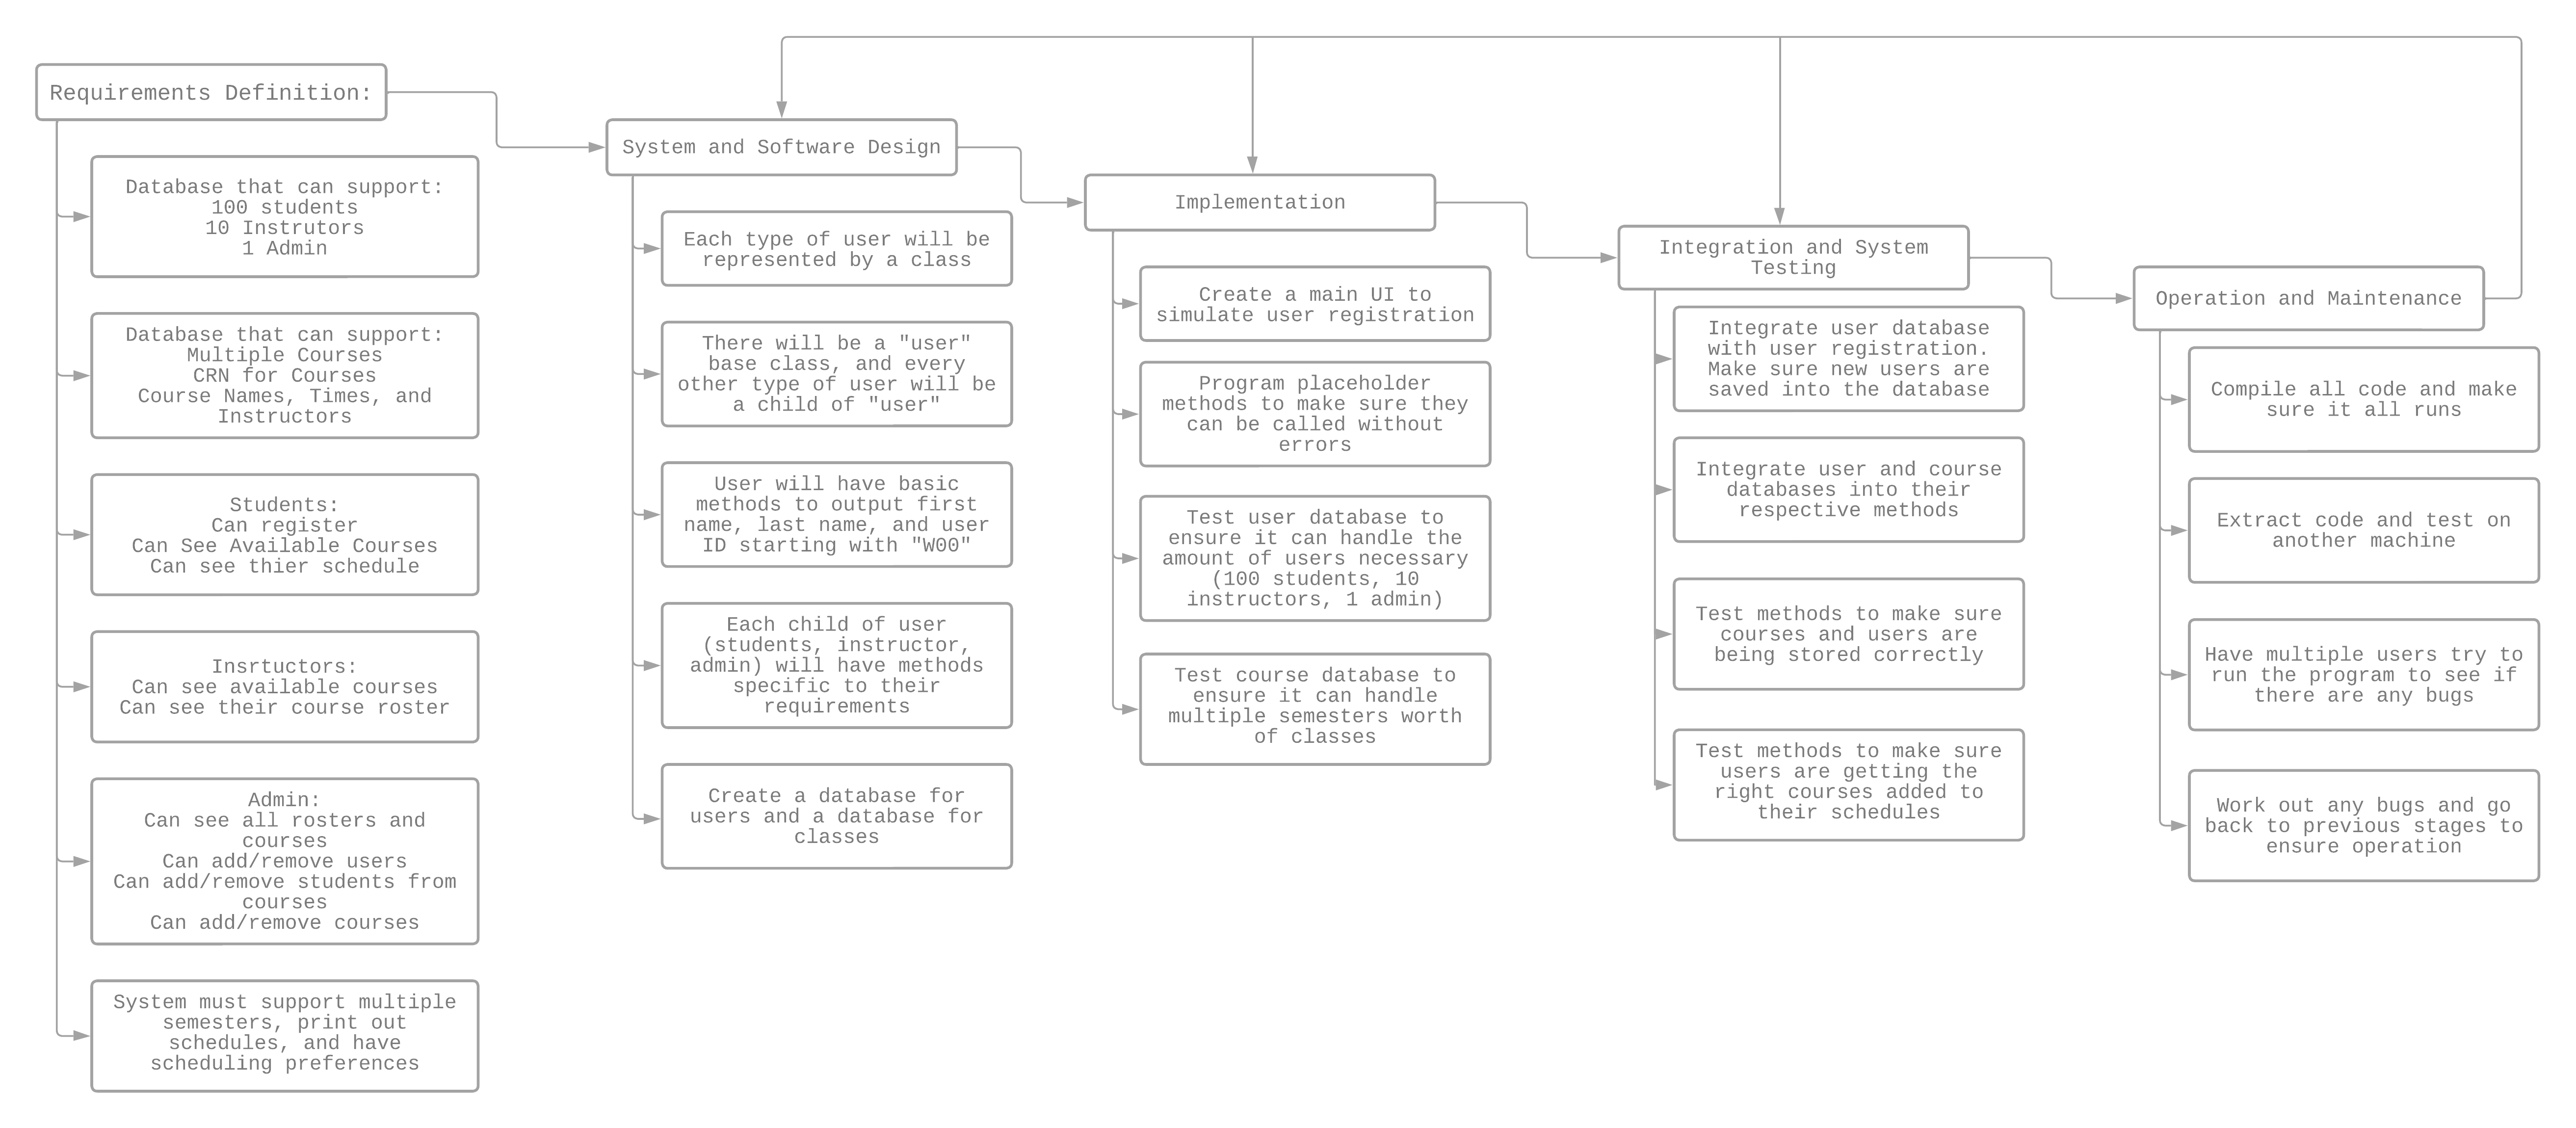 Requirements Definition:
Database that can support:
100 students
10 Instrutors
1 Admin
Database that can support:
Multiple Courses
CRN for Courses
Course Names, Times, and
Instructors
Students:
Can register
Can See Available Courses
Can see thier schedule
Insrtuctors:
Can see available courses
Can see their course roster
Admin:
Can see all rosters and
courses
Can add/remove users
Can add/remove students from
courses
Can add/remove courses
System must support multiple
semesters, print out
schedules, and have
scheduling preferences
System and Software Design
Each type of user will be
represented by a class
There will be a "user"
base class, and every
other type of user will be
a child of "user"
User will have basic
methods to output first
name, last name, and user
ID starting with "W00"
Each child of user
(students, instructor,
admin) will have methods
specific to their
requirements
Create a database for
users and a database for
classes
Implementation
Create a main UI to
simulate user registration
Program placeholder
methods to make sure they
can be called without
errors
Test user database to
ensure it can handle the
amount of users necessary
(100 students, 10
instructors, 1 admin)
Test course database to
ensure it can handle
multiple semesters worth
of classes
Integration and System
Testing
Integrate user database
with user registration.
Make sure new users are
saved into the database
Integrate user and course
databases into their
respective methods
Test methods to make sure
courses and users are
being stored correctly
Test methods to make sure
users are getting the
right courses added to
their schedules
Operation and Maintenance
Compile all code and make
sure it all runs
Extract code and test on
another machine
Have multiple users try to
run the program to see if
there are any bugs
Work out any bugs and go
back to previous stages to
ensure operation